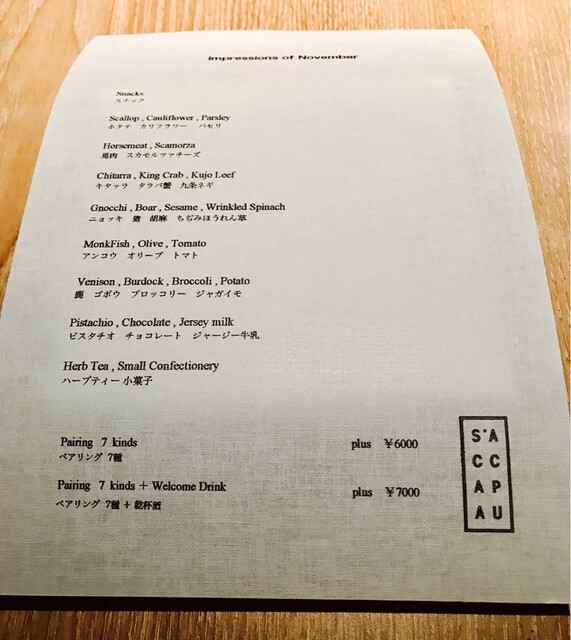 Impressions of November
Snacks
スナック
Scallop , Cauliflower , Parsley
ホタテ カリフラワー パセリ
Horsemeat , Scamorza
馬肉 スカモルツァチーズ
Chitarra , King Crab , Kujo Leef
キタッラ タラバ蟹 九条ネギ
Gnocchi , Boar , Sesame , Wrinkled Spinach
ニョッキ 猪 胡麻 ちぢみほうれん草
MonkFish , Olive , Tomato
アンコウ オリーブ トマト
Venison , Burdock , Broccoli , Potato
鹿 ゴボウ ブロッコリー ジャガイモ
Pistachio , Chocolate , Jersey milk
ピスタチオ チョコレート ジャージー牛乳
Herb Tea , Small Confectionery
ハーブティー 小菓子
Pairing 7 kinds plus ¥6000
ペアリング 7種
Pairing 7 kinds + Welcome Drink plus ¥7000
ペアリング 7種 + 乾杯酒
S'A
CC
AP
AU